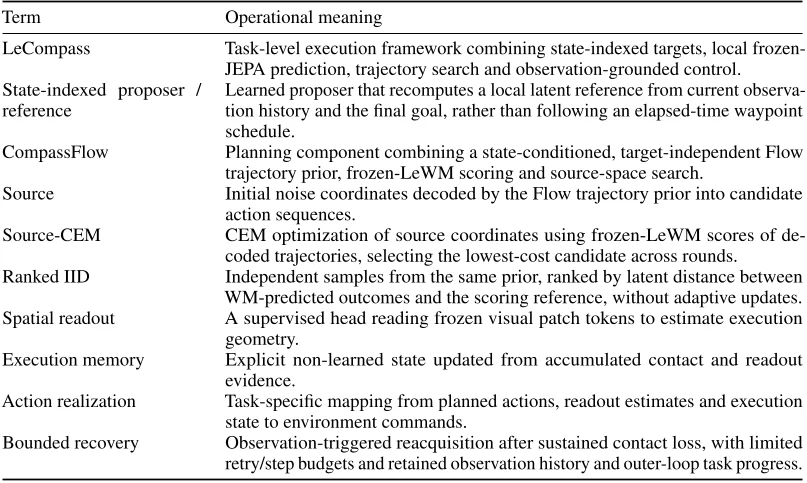 Term Operational meaning
LeCompass Task-level execution framework combining state-indexed targets, local frozen-
JEPA prediction, trajectory search and observation-grounded control.
State-indexed proposer / Learned proposer that recomputes a local latent reference from current observa-
reference tion history and the final goal, rather than following an elapsed-time waypoint
schedule.
CompassFlow Planning component combining a state-conditioned, target-independent Flow
trajectory prior, frozen-LeWM scoring and source-space search.
Source Initial noise coordinates decoded by the Flow trajectory prior into candidate
action sequences.
Source-CEM CEM optimization of source coordinates using frozen-LeWM scores of de-
coded trajectories, selecting the lowest-cost candidate across rounds.
Ranked IID Independent samples from the same prior, ranked by latent distance between
WM-predicted outcomes and the scoring reference, without adaptive updates.
Spatial readout A supervised head reading frozen visual patch tokens to estimate execution
geometry.
Execution memory Explicit non-learned state updated from accumulated contact and readout
evidence.
Action realization Task-specific mapping from planned actions, readout estimates and execution
state to environment commands.
Bounded recovery Observation-triggered reacquisition after sustained contact loss, with limited
retry/step budgets and retained observation history and outer-loop task progress.